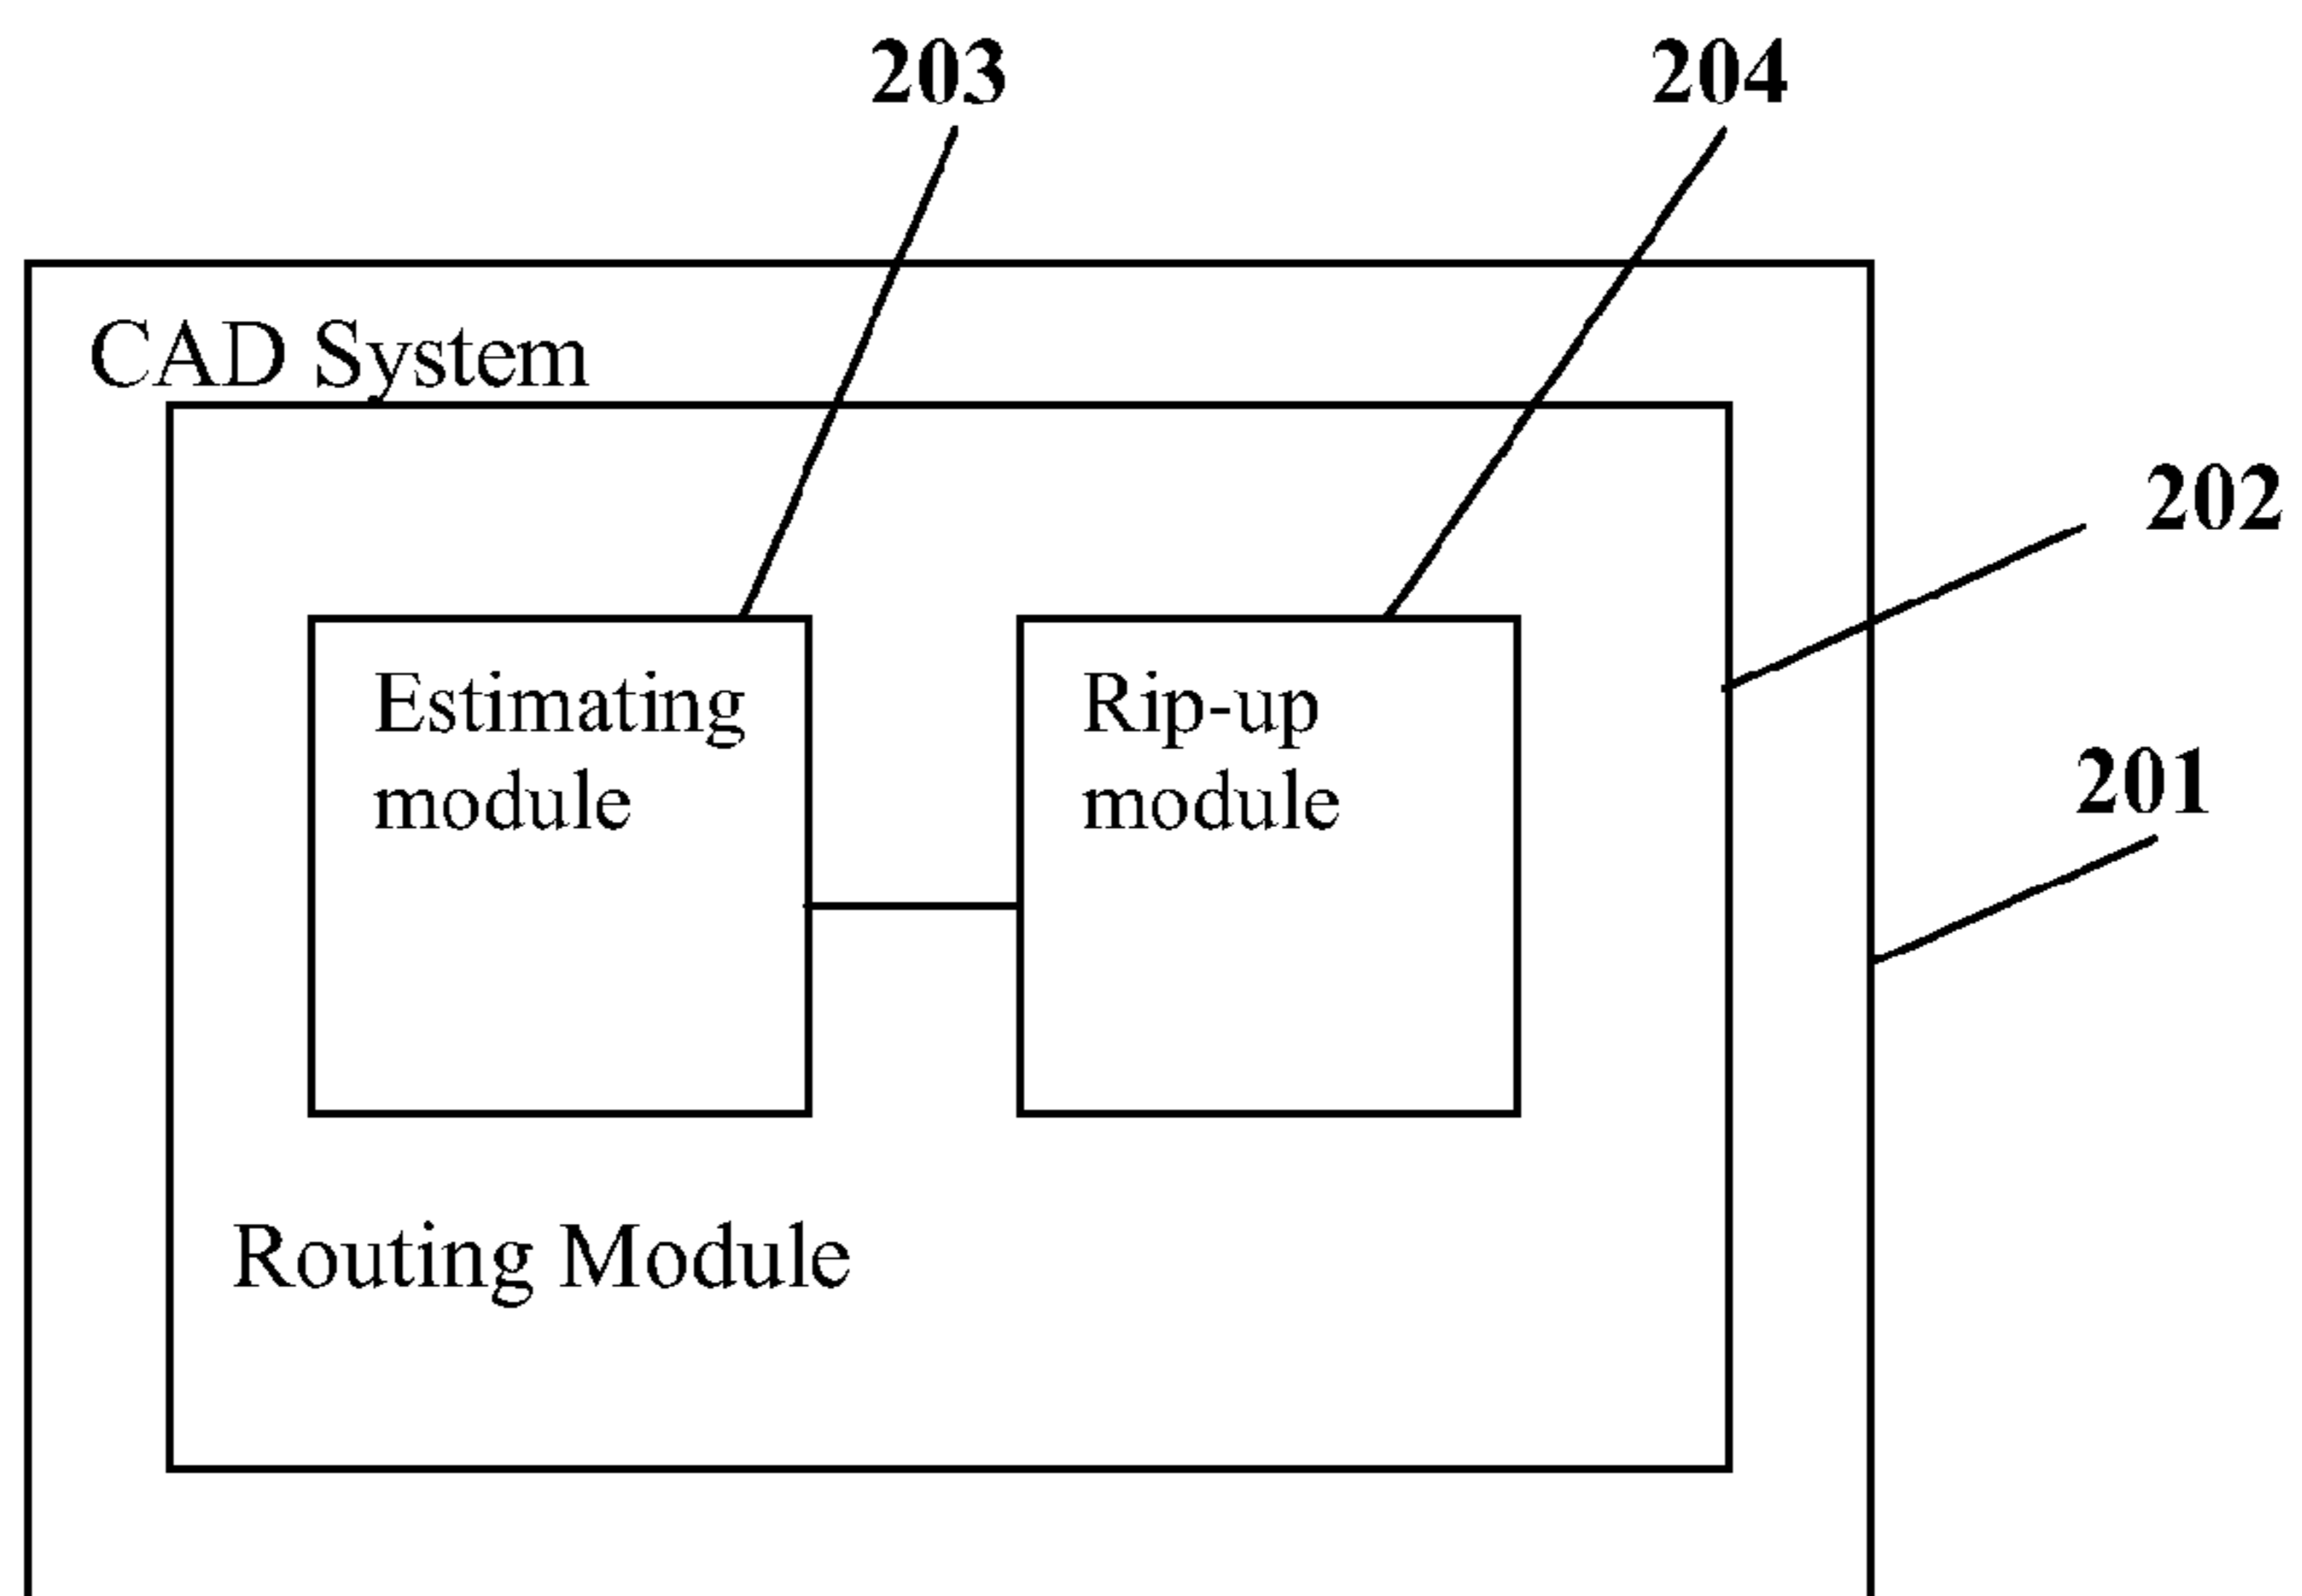 203
204
CAD System
202
Estimating
module
Rip-up
module
201
Routing Module